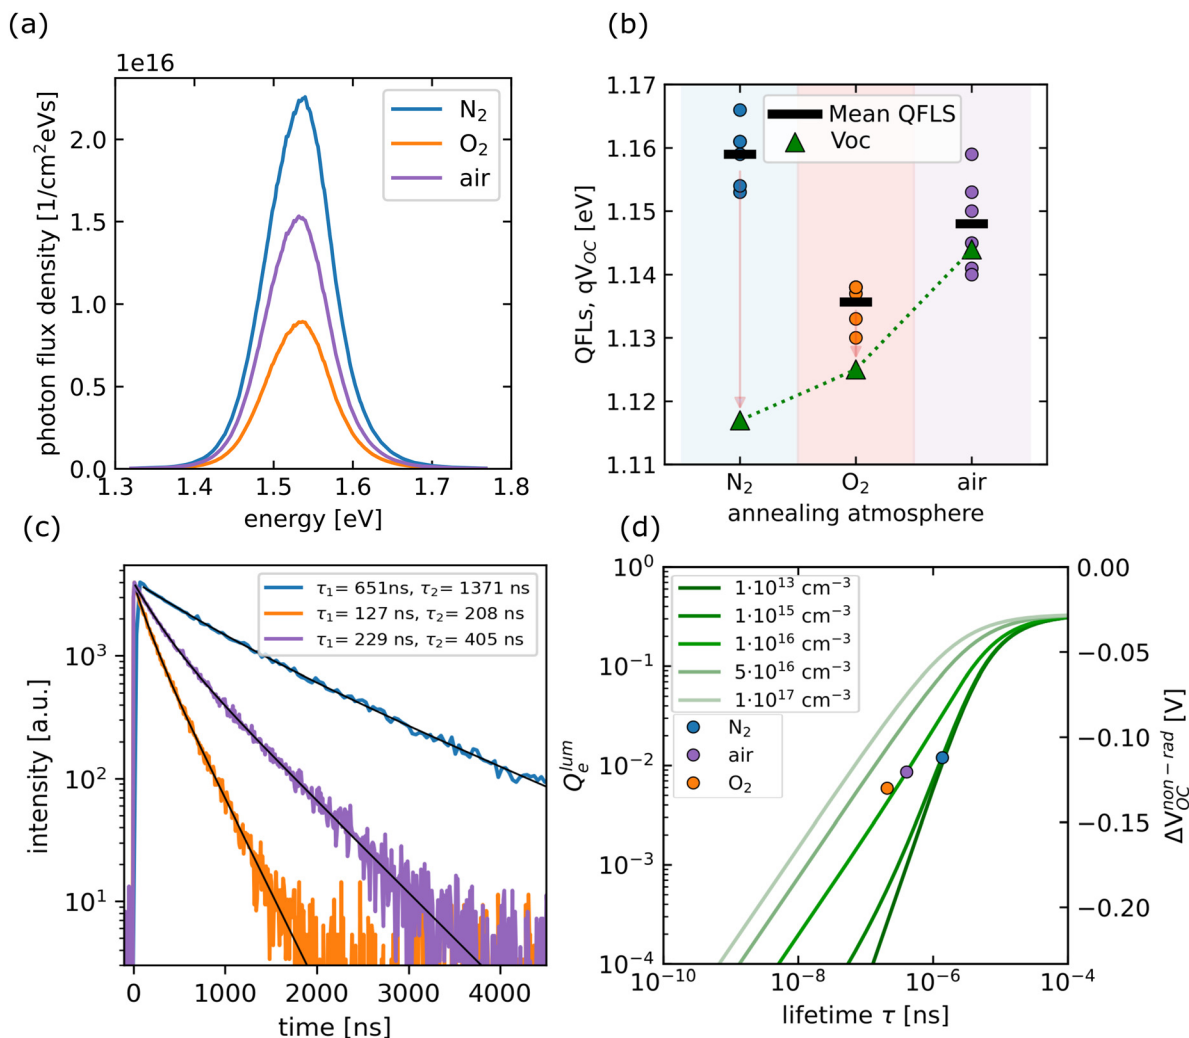 (a)
1e16
2.0
1.5
1.0
0.5
0.0
1.3 1.4 1.5 1.6 1.7 1.8
energy [eV]
photon flux density [1/cm²eVs]
N₂
O₂
air
(b)
1.17
1.16
1.15
1.14
1.13
1.12
1.11
QFLs, qV_OC [eV]
Mean QFLS
Voc
N₂ O₂ air
annealing atmosphere
(c)
τ₁= 651ns, τ₂= 1371 ns
τ₁= 127 ns, τ₂= 208 ns
τ₁= 229 ns, τ₂= 405 ns
10³
10²
10¹
intensity [a.u.]
0 1000 2000 3000 4000
time [ns]
(d)
10⁰
10⁻¹
10⁻²
10⁻³
10⁻⁴
Q_e^lum
1·10¹³ cm⁻³
1·10¹⁵ cm⁻³
1·10¹⁶ cm⁻³
5·10¹⁶ cm⁻³
1·10¹⁷ cm⁻³
N₂
air
O₂
0.00
−0.05
−0.10
−0.15
−0.20
ΔV_OC^non−rad [V]
10⁻¹⁰ 10⁻⁸ 10⁻⁶ 10⁻⁴
lifetime τ [ns]